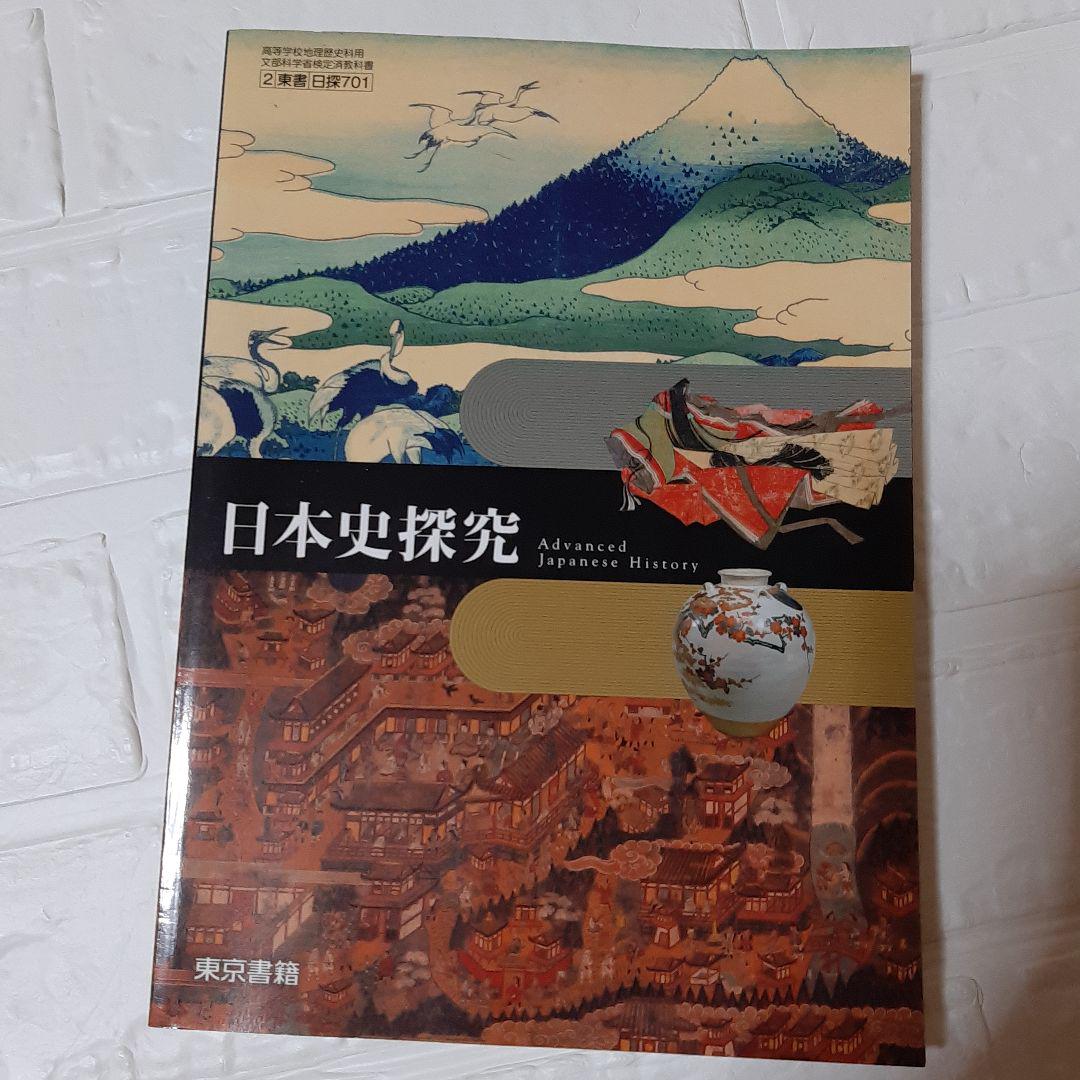 高等学校地理歴史科用
文部科学省検定済教科書
2 東書 日探701
日本史探究
Advanced
Japanese History
東京書籍